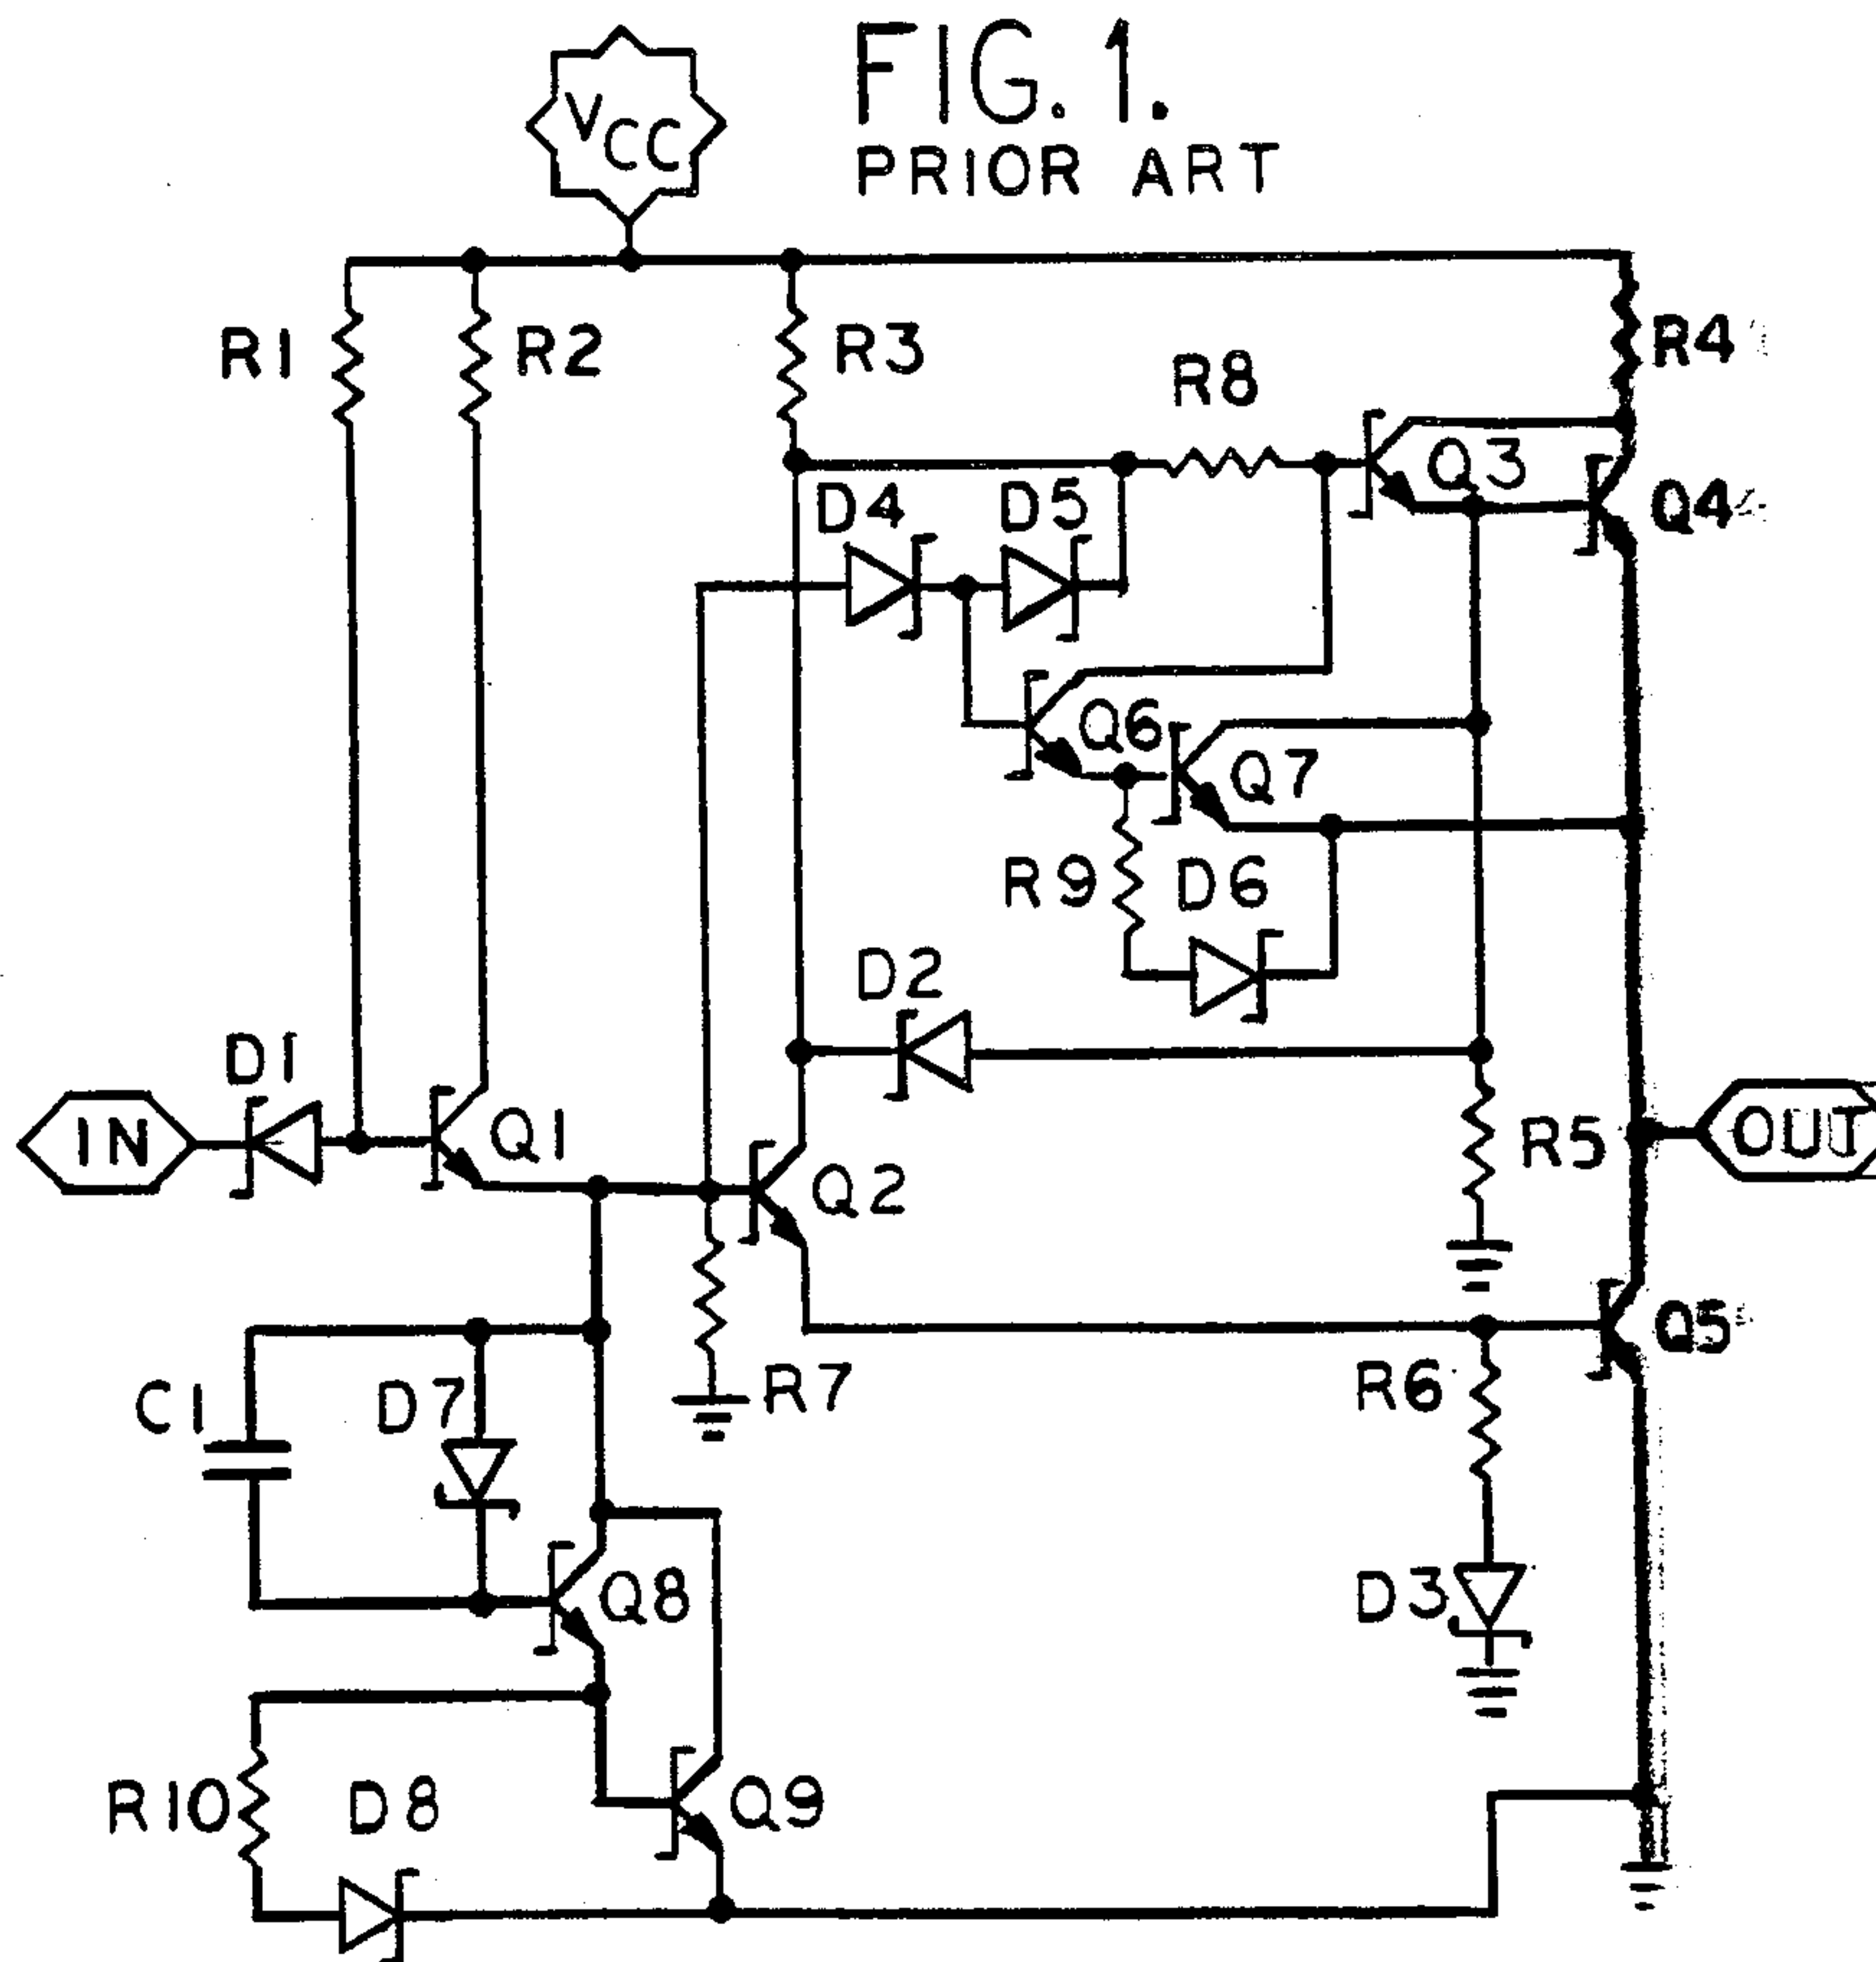 FIG. 1.
PRIOR ART
VCC
R1
R2
R3
R4
R8
Q3
Q4
D4
D5
Q6
Q7
R9
D6
D2
D1
IN
Q1
Q2
R5
OUT
Q5
C1
D7
R7
R6
Q8
D3
R10
D8
Q9